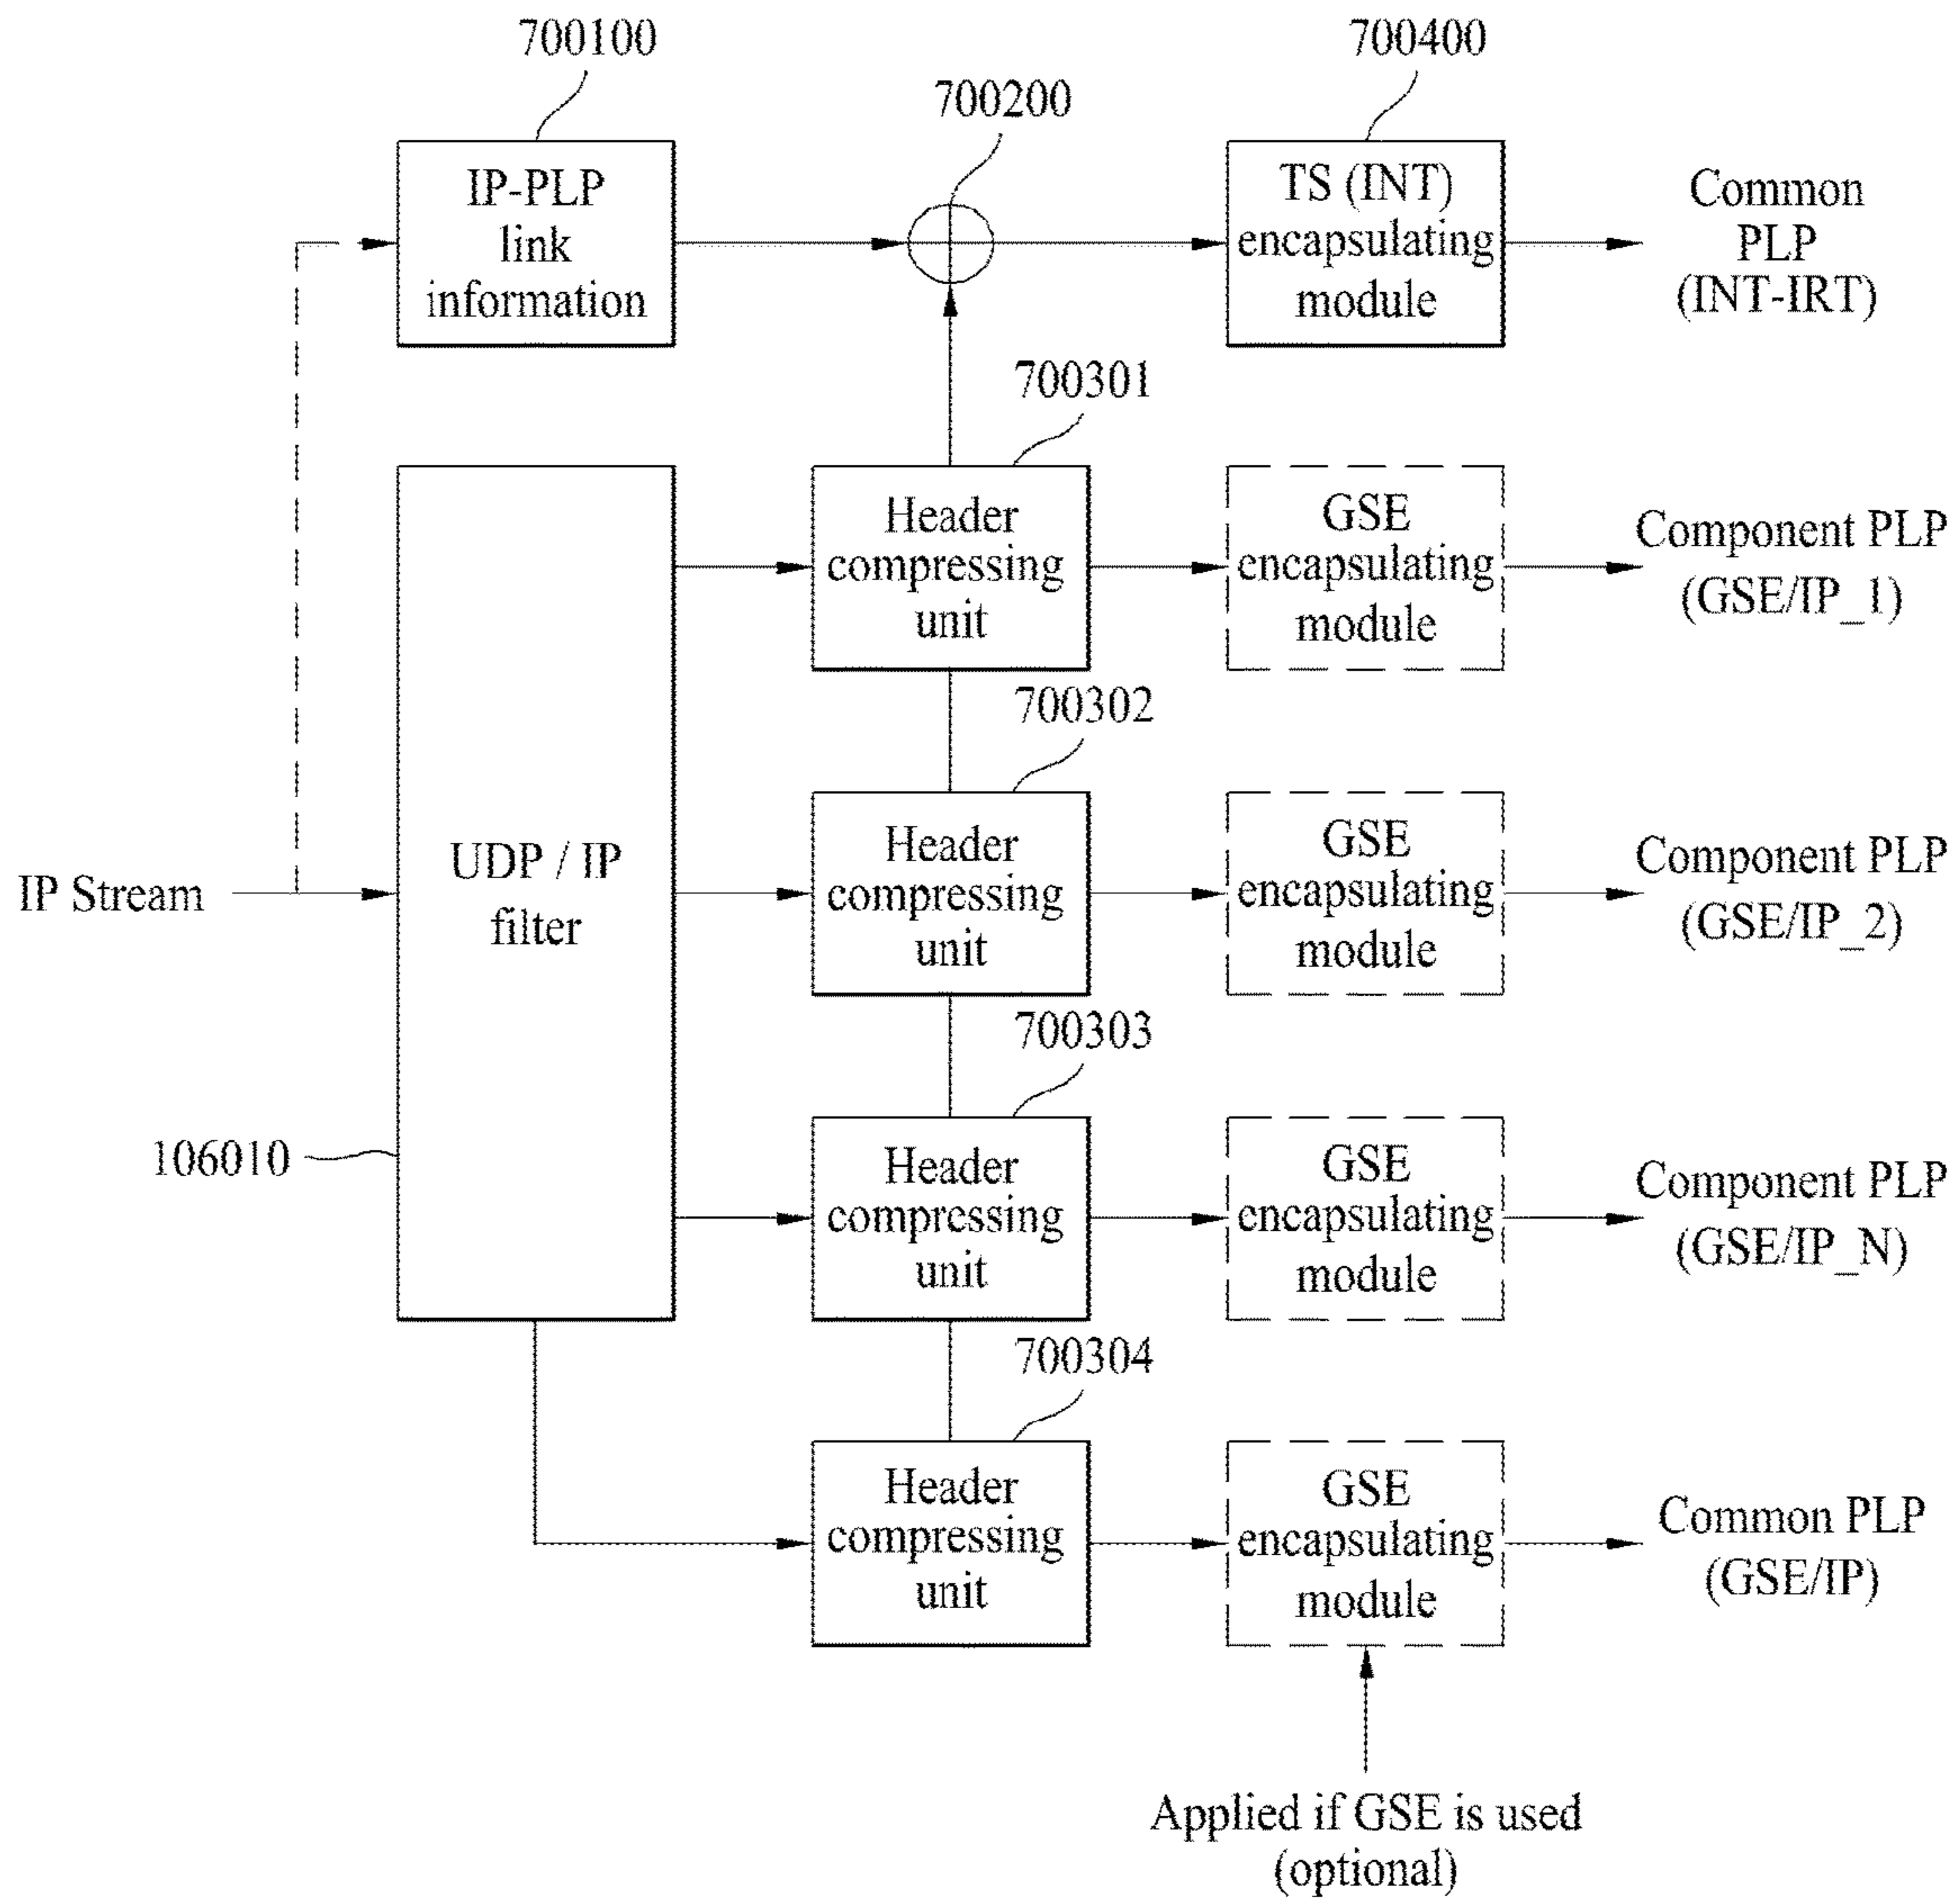 700100
700200
700400
IP-PLP
link
information
TS (INT)
encapsulating
module
Common
PLP
(INT-IRT)
700301
Header
compressing
unit
GSE
encapsulating
module
Component PLP
(GSE/IP_1)
700302
IP Stream
UDP / IP
filter
Header
compressing
unit
GSE
encapsulating
module
Component PLP
(GSE/IP_2)
700303
106010
Header
compressing
unit
GSE
encapsulating
module
Component PLP
(GSE/IP_N)
700304
Header
compressing
unit
GSE
encapsulating
module
Common PLP
(GSE/IP)
Applied if GSE is used
(optional)